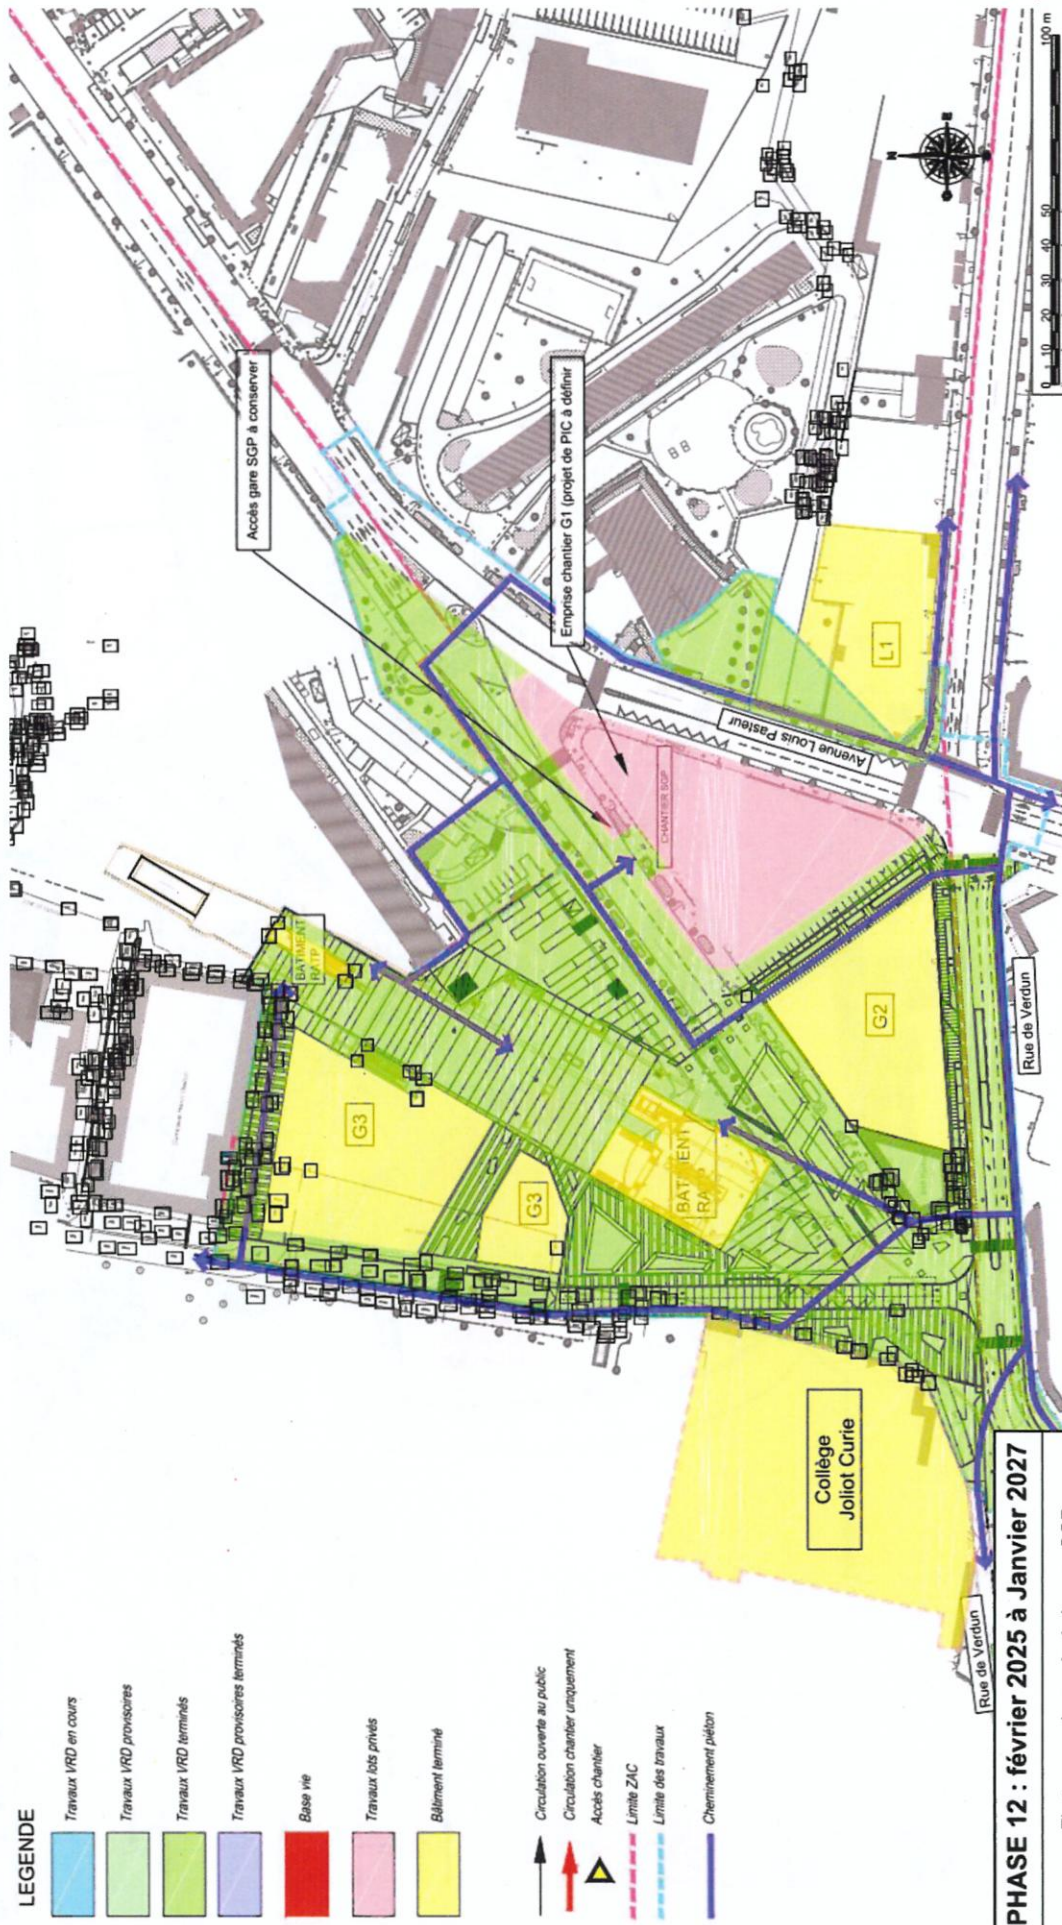 LEGENDE
Travaux VRD en cours
Travaux VRD provisoires
Travaux VRD terminés
Travaux VRD provisoires terminés
Base vie
Travaux lots privés
Bâtiment terminé
Circulation ouverte au public
Circulation chantier uniquement
Accès chantier
Limite ZAC
Limite des travaux
Cheminement piéton
Accès gare SGP à conserver
Emprise chantier G1 (projet de PIC à définir
BATIMENT
RATP
G3
G3
BATIMENT
RATP
CHANTIER SGP
Avenue Louis Pasteur
L1
G2
Collège
Joliot Curie
Rue de Verdun
Rue de Verdun
N
E
0 10 20 30 40 50 100 m
PHASE 12 : février 2025 à Janvier 2027